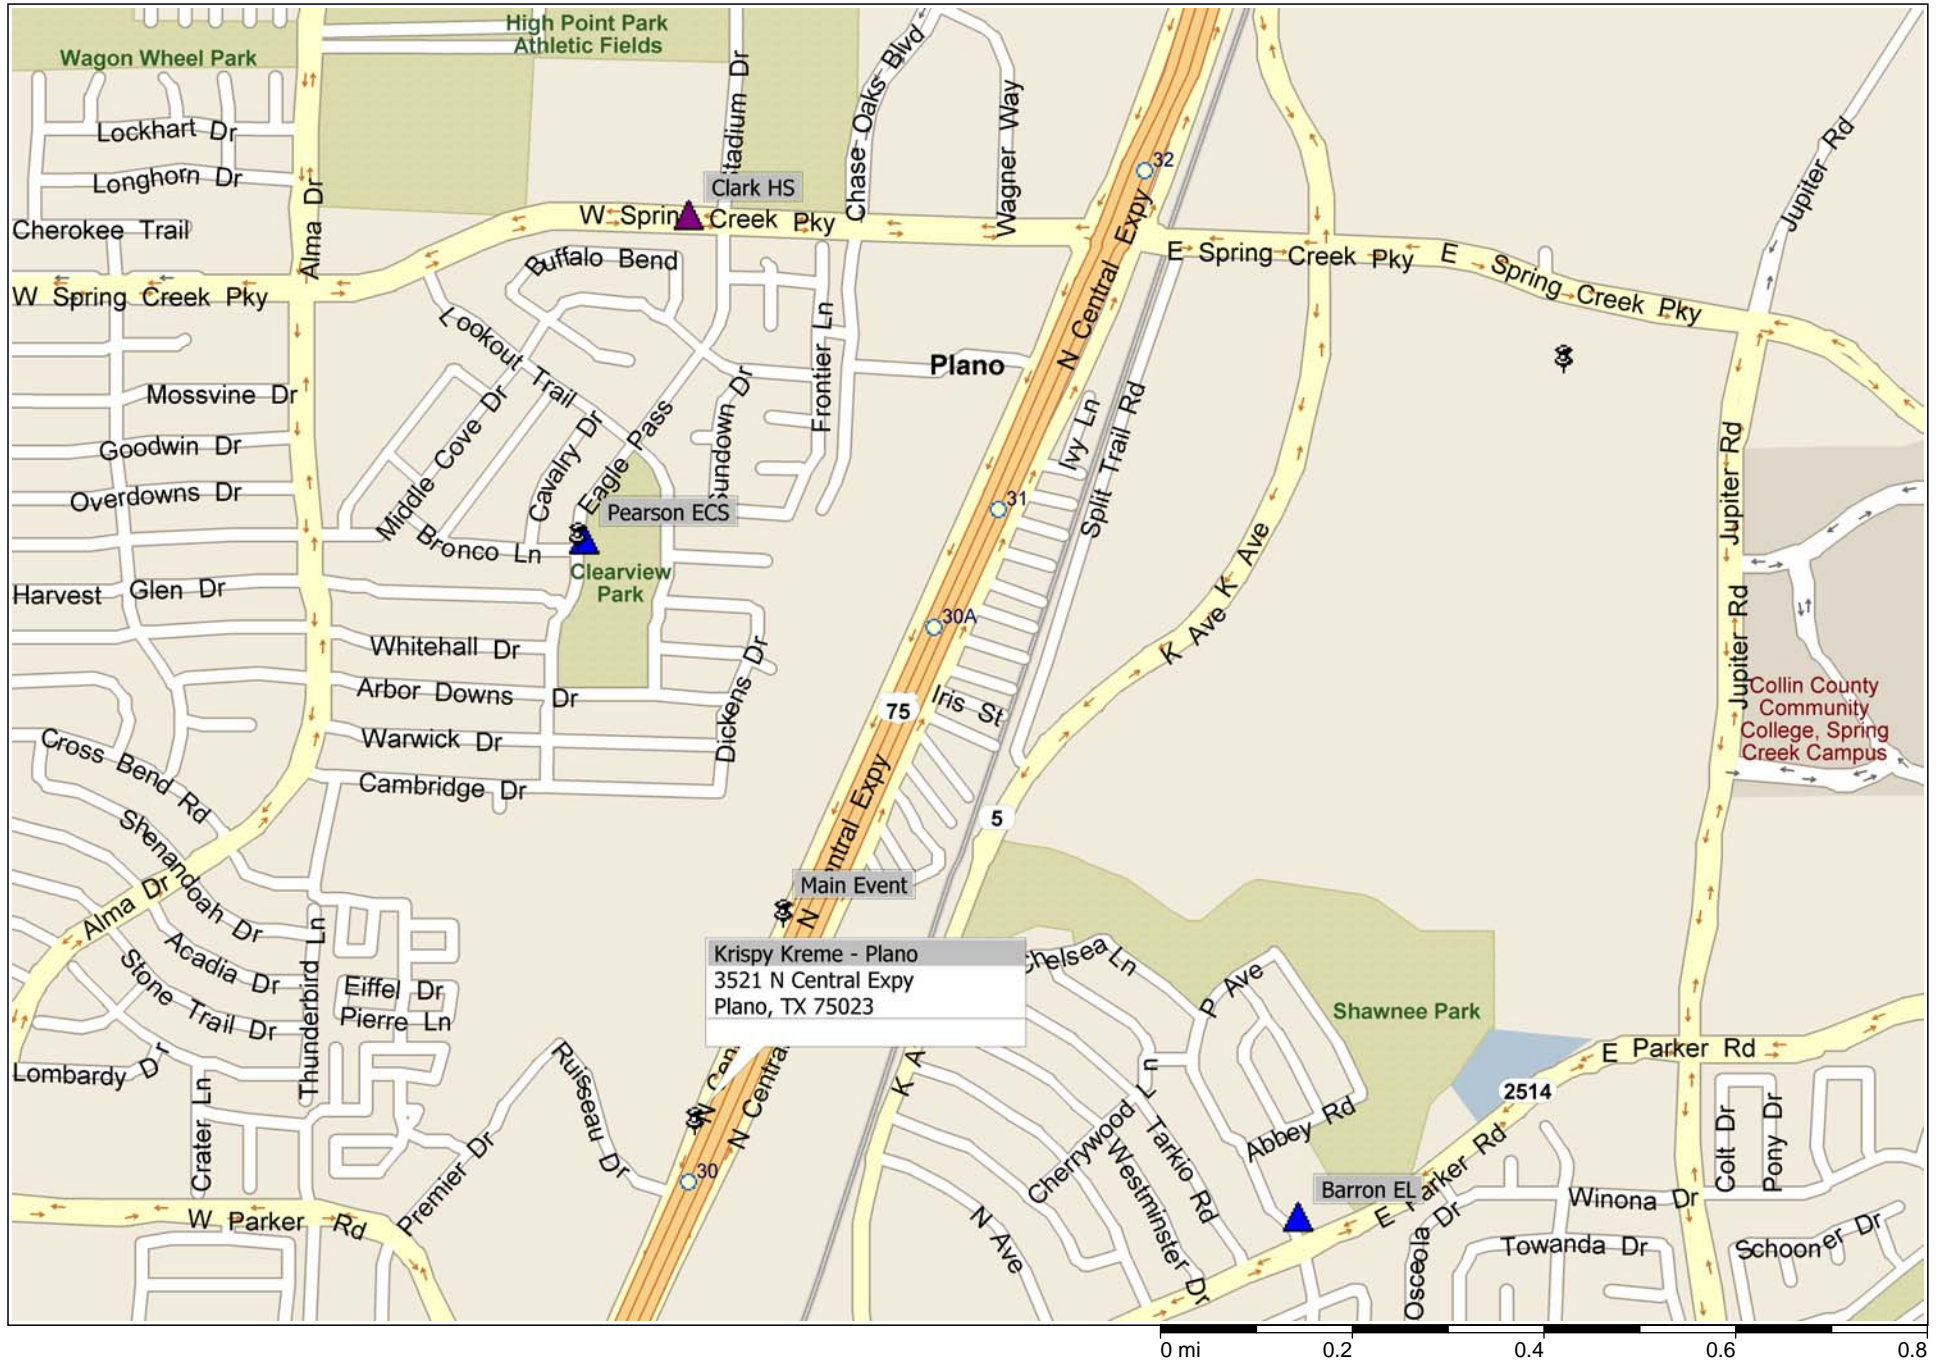 High Point Park
Athletic Fields
Wagon Wheel Park
Stadium Dr
Chase Oaks Blvd
Wagner Way
Lockhart Dr
Longhorn Dr
Alma Dr
32
Jupiter Rd
Clark HS
Cherokee Trail
W Spring Creek Pky
E Spring Creek Pky
E Spring Creek Pky
Buffalo Bend
W Spring Creek Pky
N Central Expy
Lookout Trail
Frontier Ln
Plano
Mossvine Dr
Middle Cove Dr
Cavalry Dr
Eagle Pass
Sundown Dr
Ivy Ln
Split Trail Rd
Goodwin Dr
Jupiter Rd
Overdowns Dr
31
Pearson ECS
Bronco Ln
K Ave
Clearview
Park
Harvest Glen Dr
30A
K Ave
Jupiter Rd
Whitehall Dr
Arbor Downs Dr
Dickens Dr
Iris St
75
Collin County
Community
College, Spring
Creek Campus
Cross Bend Rd
Warwick Dr
Cambridge Dr
N Central Expy
5
Shenandoah Dr
Alma Dr
Main Event
Acadia Dr
Stone Trail Dr
Thunderbird Ln
Krispy Kreme - Plano
3521 N Central Expy
Plano, TX 75023
Chelsea Ln
P Ave
Eiffel Dr
Pierre Ln
Shawnee Park
E Parker Rd
Lombardy Dr
Ruisseau Dr
N Cen
N Central
K A
2514
Crater Ln
Cherrywood Ln
Tarkio Rd
Westminster Dr
Abbey Rd
Colt Dr
Pony Dr
Premier Dr
30
Barron EL
E Parker Rd
Winona Dr
W Parker Rd
N Ave
Osceola Dr
Towanda Dr
Schooner Dr
0 mi 0.2 0.4 0.6 0.8